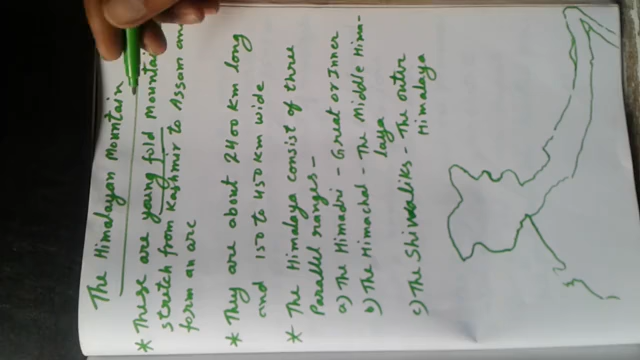 The Himalayan Mountain
* These are young fold mountain
stretch from Kashmir to Assam and
form an arc
* They are about 2400 Km long
and 150 to 450 Km wide
* The Himalaya consist of three
Parallel ranges -
a) The Himadri - Great or Inner
b) The Himachal - The Middle Hima-
laya
c) The Shiwaliks - The outer
Himalaya